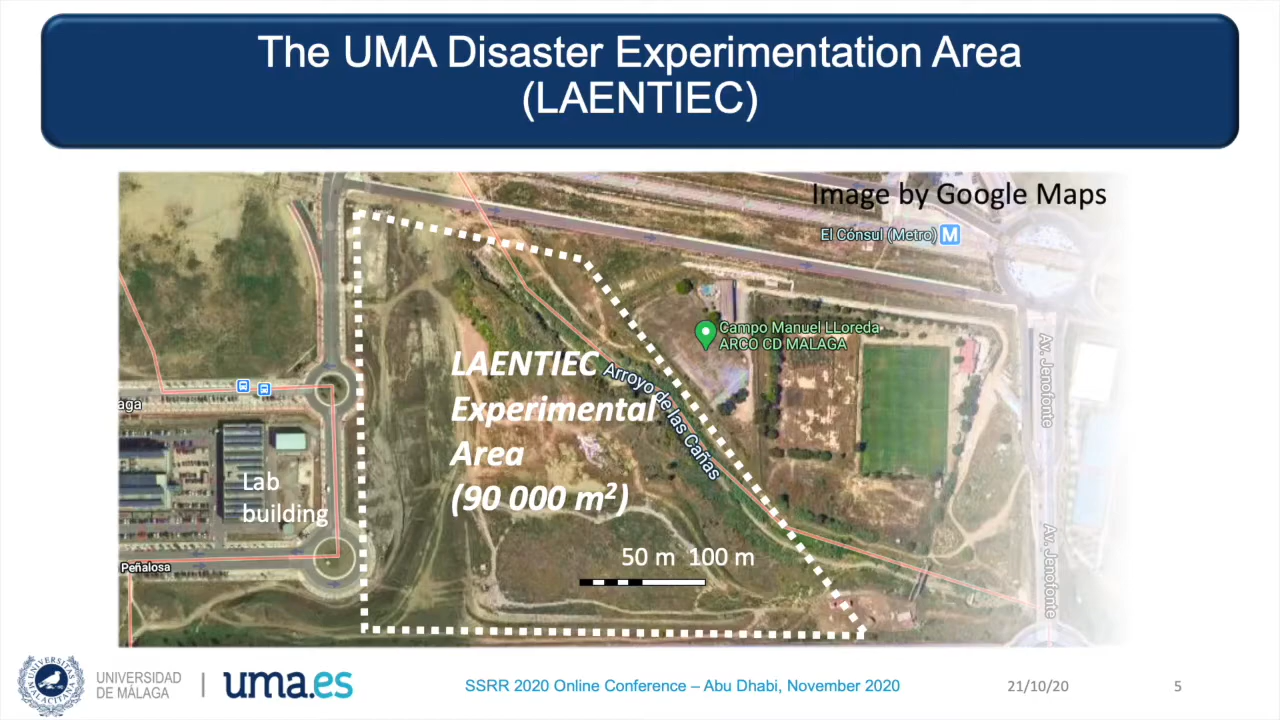 The UMA Disaster Experimentation Area
(LAENTIEC)
Image by Google Maps
El Cónsul (Metro) M
Campo Manuel LLoreda
ARCO CD MALAGA
Av. Jenofonte
LAENTIEC
Experimental
Area
(90 000 m²)
Arroyo de las Cañas
aga
Lab
building
Av. Jenofonte
50 m 100 m
Peñalosa
UNIVERSIDAD
DE MÁLAGA
uma.es
SSRR 2020 Online Conference – Abu Dhabi, November 2020
21/10/20
5